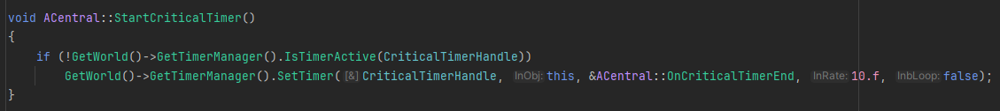 void ACentral::StartCriticalTimer()
{
if (!GetWorld()->GetTimerManager().IsTimerActive(CriticalTimerHandle))
GetWorld()->GetTimerManager().SetTimer([&]CriticalTimerHandle, InObj: this, &ACentral::OnCriticalTimerEnd, InRate: 10.f, InbLoop: false);
}